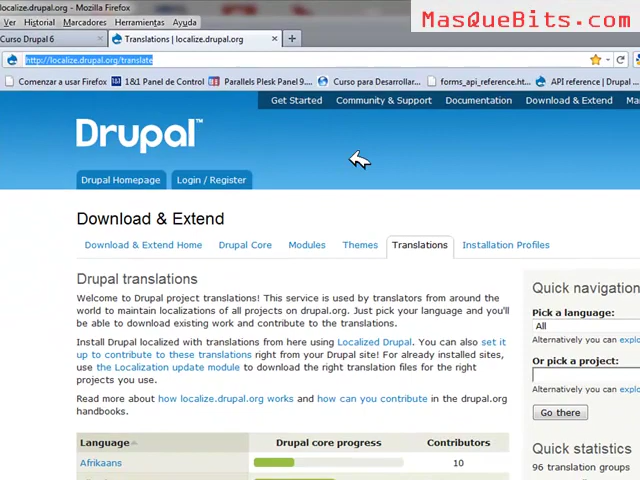 localize.drupal.org) - Mozilla Firefox
MasQueBits.com
Ver Historial Marcadores Herramientas Ayuda
Curso Drupal 6
Translations | localize.drupal.org
http://localize.drupal.org/translate
Comenzar a usar Firefox 1&1 Panel de Control Parallels Plesk Panel 9.... Curso para Desarrollar... forms_api_reference.ht... API reference | Drupal ...
Get Started Community & Support Documentation Download & Extend
Drupal™
Drupal Homepage Login / Register
Download & Extend
Download & Extend Home Drupal Core Modules Themes Translations Installation Profiles
Drupal translations
Welcome to Drupal project translations! This service is used by translators from around the
world to maintain localizations of all projects on drupal.org. Just pick your language and you'll
be able to download existing work and contribute to the translations.
Install Drupal localized with translations from here using Localized Drupal. You can also set it
up to contribute to these translations right from your Drupal site! For already installed sites,
use the Localization update module to download the right translation files for the right
projects you use.
Read more about how localize.drupal.org works and how can you contribute in the drupal.org
handbooks.
Language Drupal core progress Contributors
Afrikaans 10
Quick navigation
Pick a language:
All
Alternatively you can explo
Or pick a project:
Alternatively you can explo
Go there
Quick statistics
96 translation groups